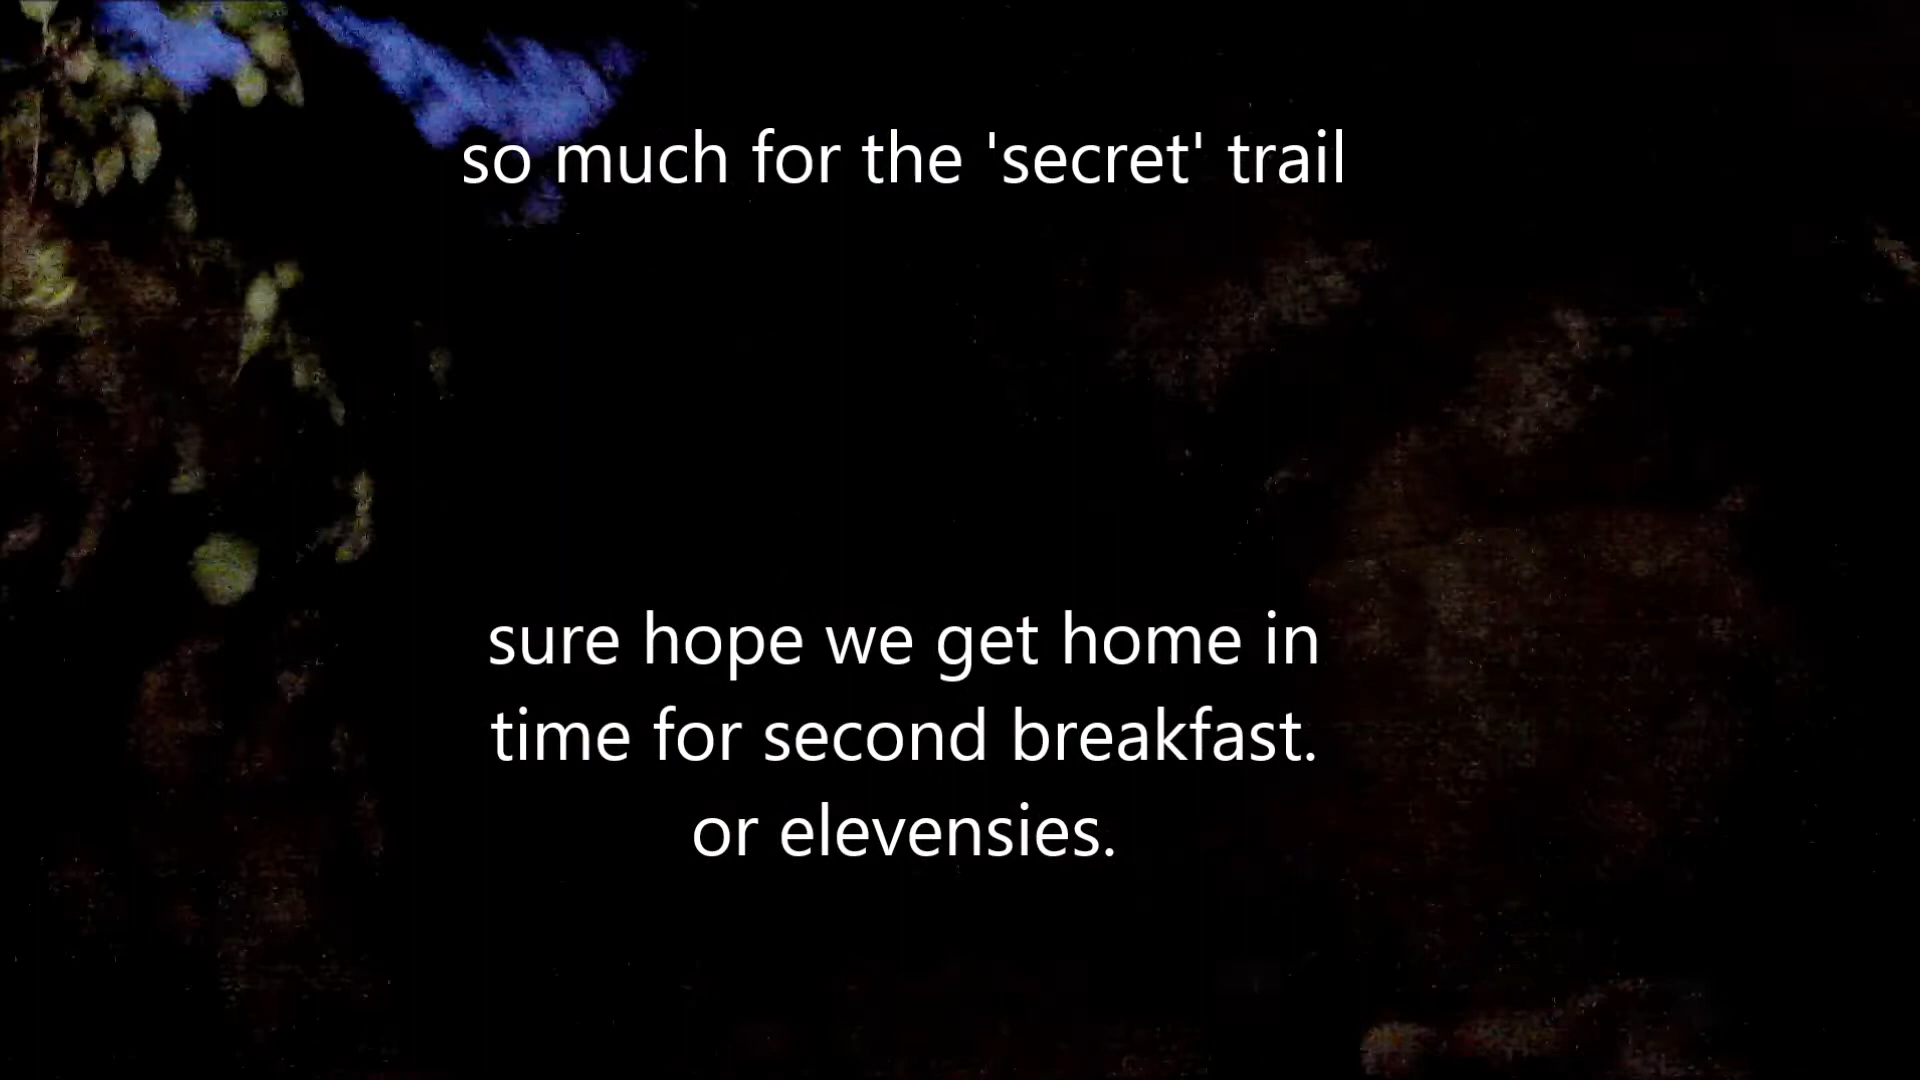 so much for the 'secret' trail
sure hope we get home in
time for second breakfast.
or elevensies.